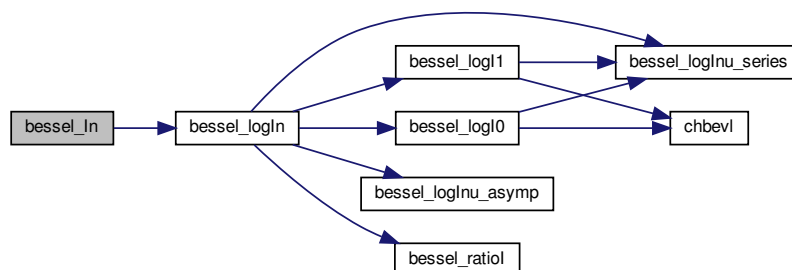 bessel_In
bessel_logIn
bessel_logI1
bessel_logI0
bessel_logInu_asymp
bessel_ratioI
bessel_logInu_series
chbevl